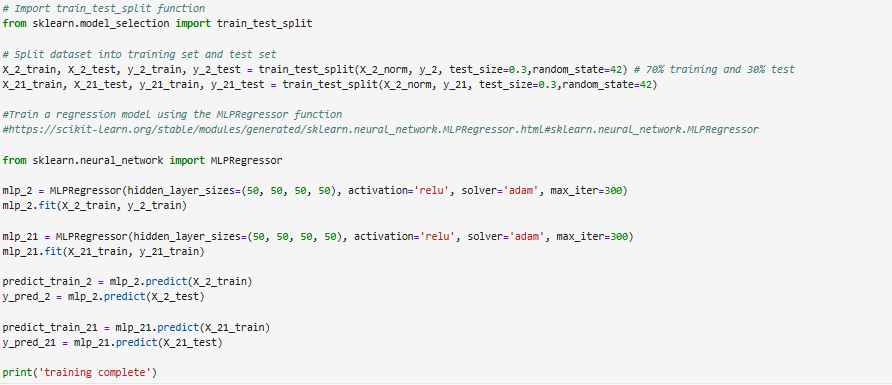 # Import train_test_split function
from sklearn.model_selection import train_test_split
# Split dataset into training set and test set
X_2_train, X_2_test, y_2_train, y_2_test = train_test_split(X_2_norm, y_2, test_size=0.3,random_state=42) # 70% training and 30% test
X_21_train, X_21_test, y_21_train, y_21_test = train_test_split(X_2_norm, y_21, test_size=0.3,random_state=42)
#Train a regression model using the MLPRegressor function
#https://scikit-learn.org/stable/modules/generated/sklearn.neural_network.MLPRegressor.html#sklearn.neural_network.MLPRegressor
from sklearn.neural_network import MLPRegressor
mlp_2 = MLPRegressor(hidden_layer_sizes=(50, 50, 50, 50), activation='relu', solver='adam', max_iter=300)
mlp_2.fit(X_2_train, y_2_train)
mlp_21 = MLPRegressor(hidden_layer_sizes=(50, 50, 50, 50), activation='relu', solver='adam', max_iter=300)
mlp_21.fit(X_21_train, y_21_train)
predict_train_2 = mlp_2.predict(X_2_train)
y_pred_2 = mlp_2.predict(X_2_test)
predict_train_21 = mlp_21.predict(X_21_train)
y_pred_21 = mlp_21.predict(X_21_test)
print('training complete')